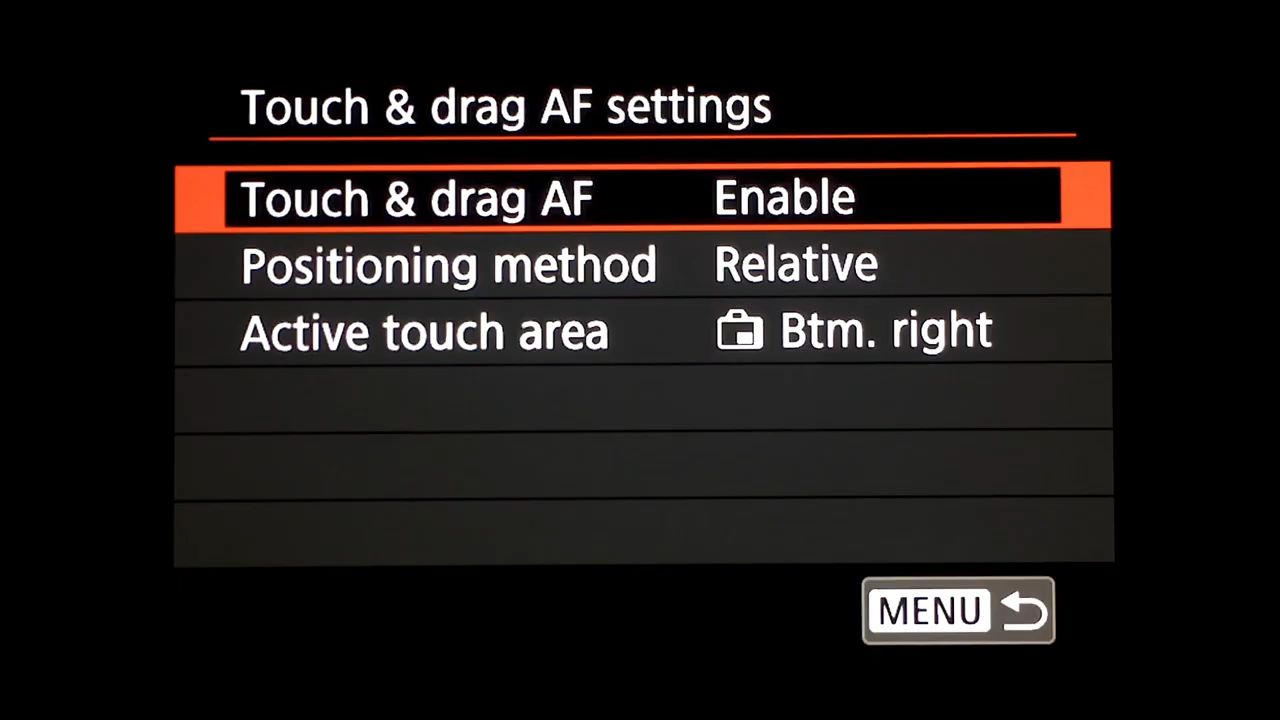 Touch & drag AF settings
Touch & drag AF Enable
Positioning method Relative
Active touch area Btm. right
MENU